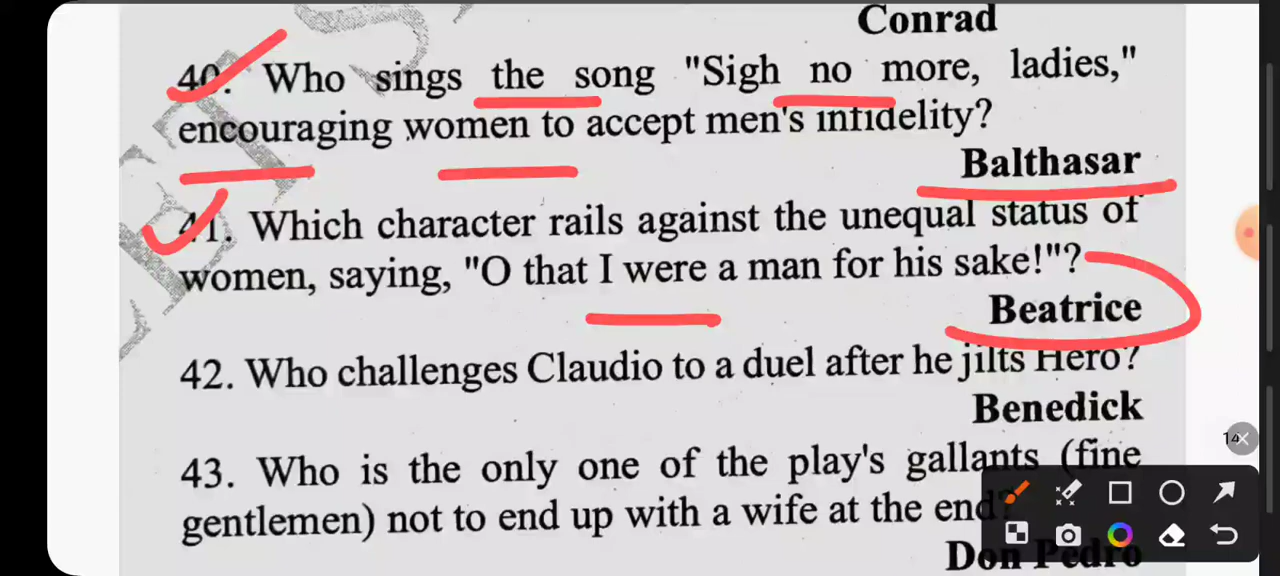 Conrad
40. Who sings the song "Sigh no more, ladies,"
encouraging women to accept men's infidelity?
Balthasar
41. Which character rails against the unequal status of
women, saying, "O that I were a man for his sake!"?
Beatrice
42. Who challenges Claudio to a duel after he jilts Hero?
Benedick
43. Who is the only one of the play's gallants (fine
gentlemen) not to end up with a wife at the end?
Don Pedro